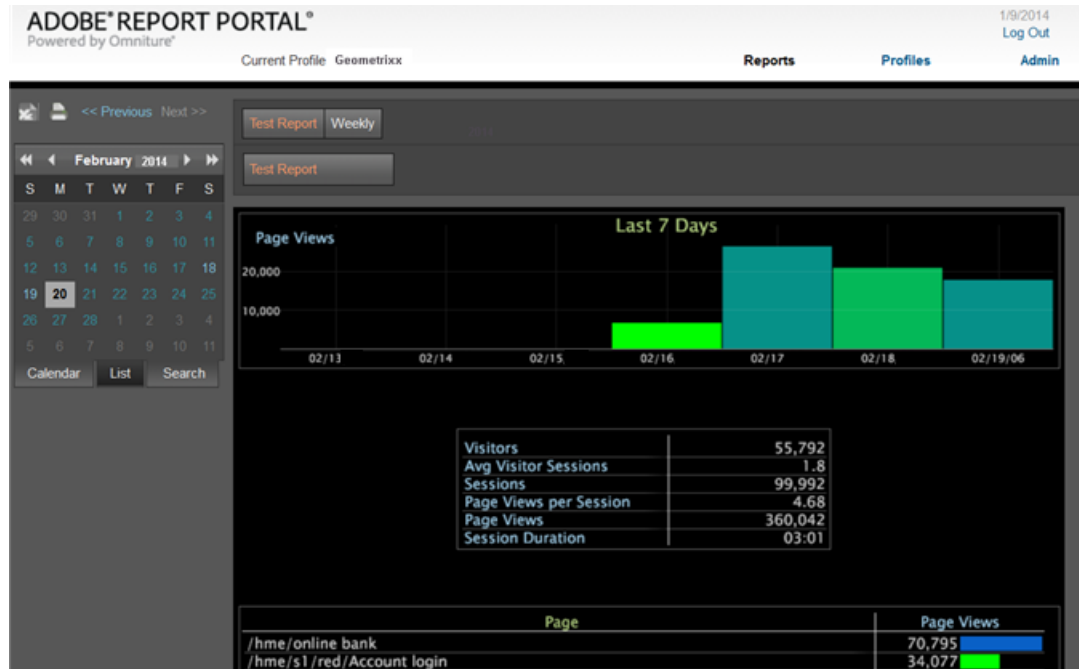 ADOBE® REPORT PORTAL®
Powered by Omniture®
1/9/2014
Log Out
Current Profile Geometrixx
Reports Profiles Admin
<< Previous Next >>
Test Report Weekly
February 2014
Test Report
S M T W T F S
29 30 31 1 2 3 4
5 6 7 8 9 10 11
12 13 14 15 16 17 18
19 20 21 22 23 24 25
26 27 28 1 2 3 4
5 6 7 8 9 10 11
Calendar List Search
Last 7 Days
Page Views
20,000
10,000
02/13 02/14 02/15 02/16 02/17 02/18 02/19/06
Visitors 55,792
Avg Visitor Sessions 1.8
Sessions 99,992
Page Views per Session 4.68
Page Views 360,042
Session Duration 03:01
Page Page Views
/hme/online bank 70,795
/hme/s1/red/Account login 34,077